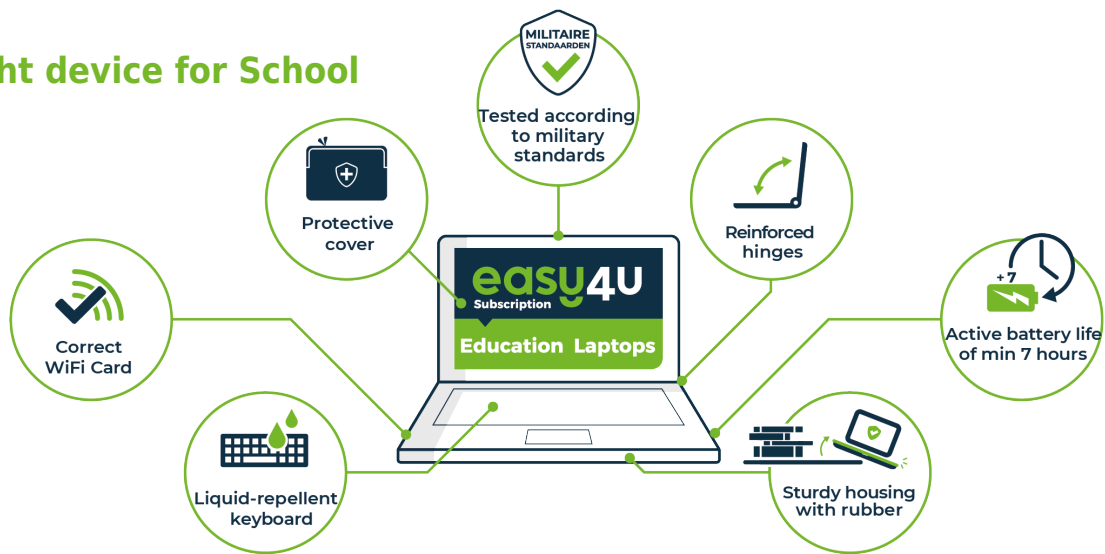 ht device for School
MILITAIRE
STANDAARDEN
Tested according
to military
standards
Protective
cover
Reinforced
hinges
easy4u
Subscription
Education Laptops
+7
Active battery life
of min 7 hours
Correct
WiFi Card
Liquid-repellent
keyboard
Sturdy housing
with rubber